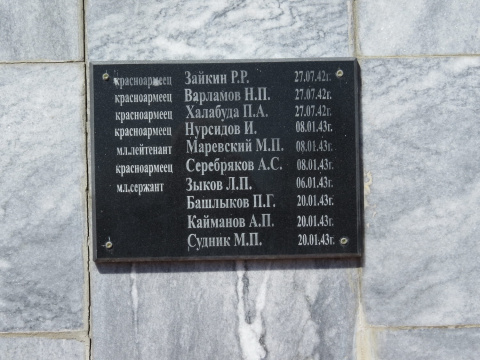 красноармеец Зайкин Р.Р. 27.07.42г.
красноармеец Варламов Н.П. 27.07.42г.
красноармеец Халабуда П.А. 27.07.42г.
красноармеец Нурсидов И. 08.01.43г.
мл.лейтенант Маревский М.П. 08.01.43г.
красноармеец Серебряков А.С. 08.01.43г.
мл.сержант Зыков Л.П. 06.01.43г.
Башлыков П.Г. 20.01.43г.
Кайманов А.П. 20.01.43г.
Судник М.П. 20.01.43г.